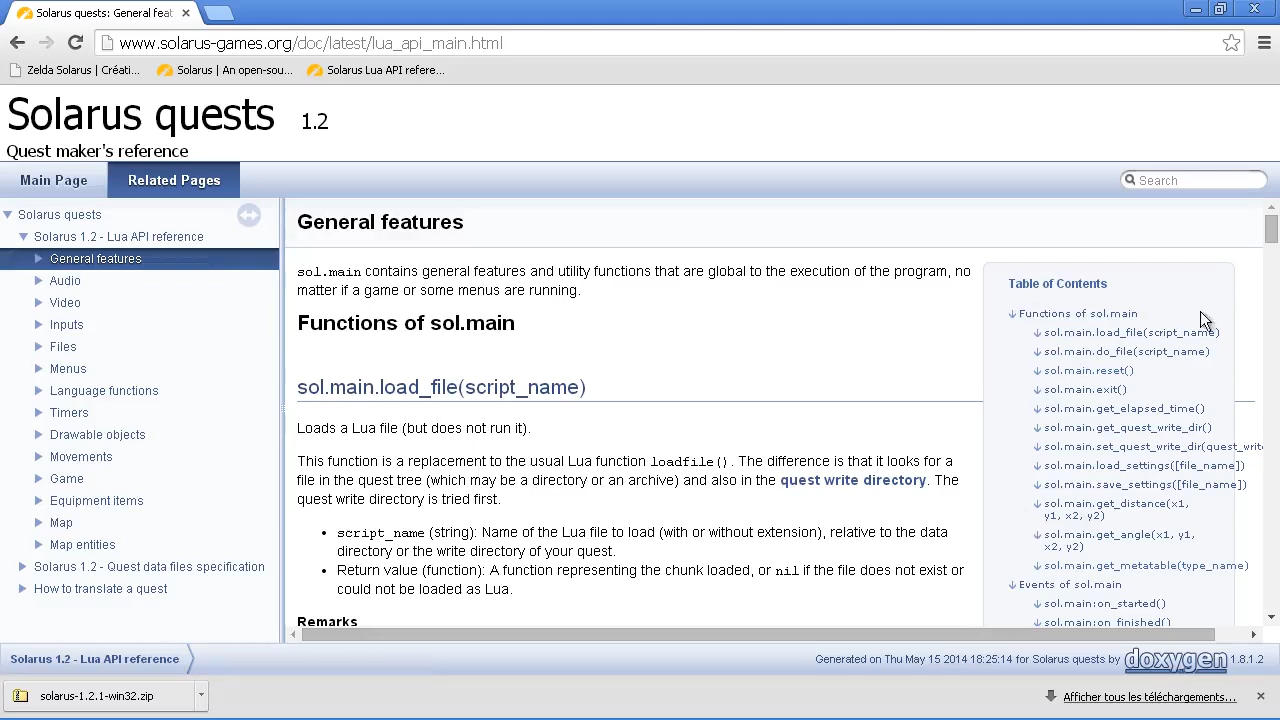 Solarus quests: General feat
www.solarus-games.org/doc/latest/lua_api_main.html
Zelda Solarus | Créati...
Solarus | An open-sou...
Solarus Lua API refere...
Solarus quests 1.2
Quest maker's reference
Main Page
Related Pages
Search
Solarus quests
Solarus 1.2 - Lua API reference
General features
Audio
Video
Inputs
Files
Menus
Language functions
Timers
Drawable objects
Movements
Game
Equipment items
Map
Map entities
Solarus 1.2 - Quest data files specification
How to translate a quest
General features
sol.main contains general features and utility functions that are global to the execution of the program, no
matter if a game or some menus are running.
Functions of sol.main
sol.main.load_file(script_name)
Loads a Lua file (but does not run it).
This function is a replacement to the usual Lua function loadfile(). The difference is that it looks for a
file in the quest tree (which may be a directory or an archive) and also in the quest write directory. The
quest write directory is tried first.
• script_name (string): Name of the Lua file to load (with or without extension), relative to the data
directory or the write directory of your quest.
• Return value (function): A function representing the chunk loaded, or nil if the file does not exist or
could not be loaded as Lua.
Remarks
Table of Contents
Functions of sol.main
sol.main.load_file(script_name)
sol.main.do_file(script_name)
sol.main.reset()
sol.main.exit()
sol.main.get_elapsed_time()
sol.main.get_quest_write_dir()
sol.main.set_quest_write_dir(quest_write
sol.main.load_settings([file_name])
sol.main.save_settings([file_name])
sol.main.get_distance(x1,
y1, x2, y2)
sol.main.get_angle(x1, y1,
x2, y2)
sol.main.get_metatable(type_name)
Events of sol.main
sol.main:on_started()
sol.main:on_finished()
Solarus 1.2 - Lua API reference
Generated on Thu May 15 2014 18:25:14 for Solarus quests by doxygen 1.8.1.2
solarus-1.2.1-win32.zip
Afficher tous les téléchargements...